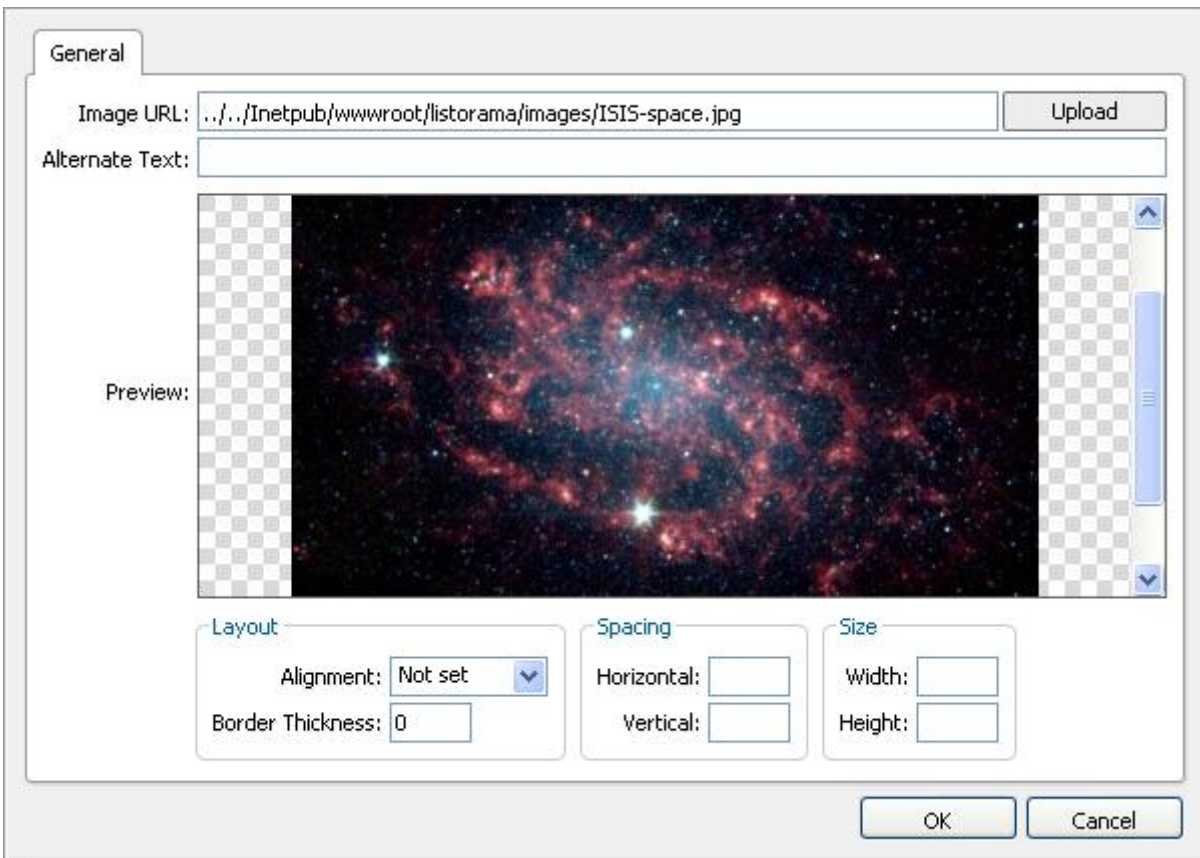 General
Image URL: ../../Inetpub/wwwroot/listorama/images/ISIS-space.jpg Upload
Alternate Text:
Preview:
Layout Spacing Size
Alignment: Not set Horizontal: Width:
Border Thickness: 0 Vertical: Height:
OK Cancel